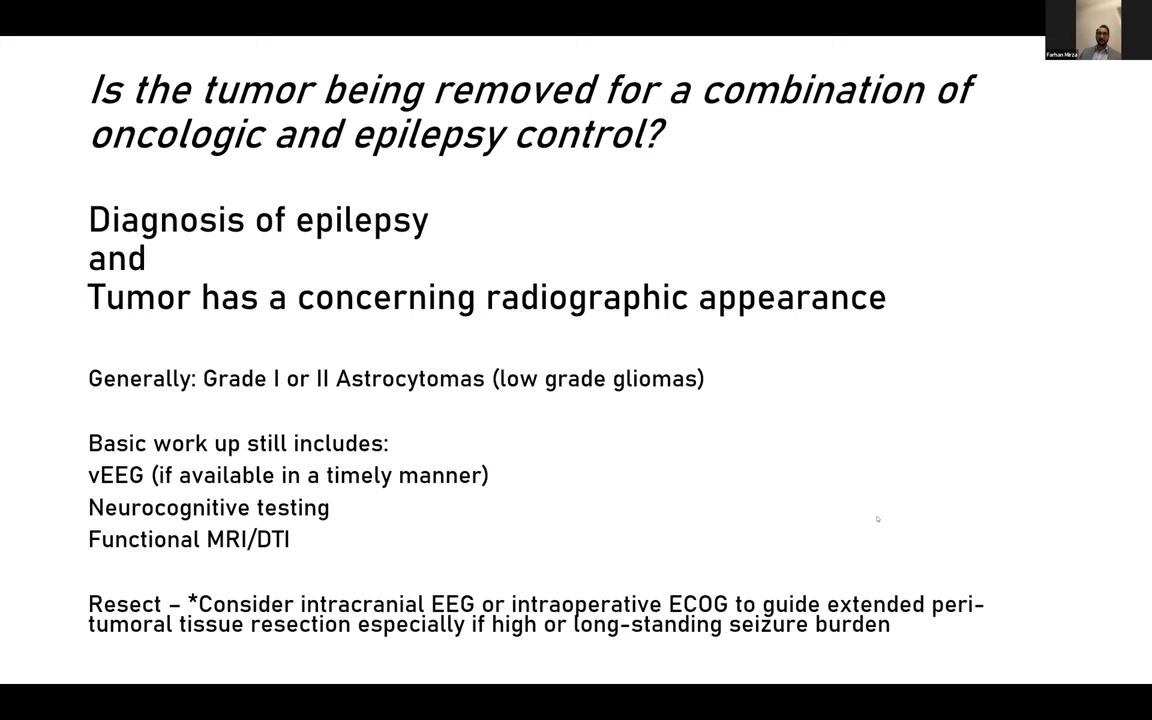 Farhan Mirza
Is the tumor being removed for a combination of
oncologic and epilepsy control?
Diagnosis of epilepsy
and
Tumor has a concerning radiographic appearance
Generally: Grade I or II Astrocytomas (low grade gliomas)
Basic work up still includes:
vEEG (if available in a timely manner)
Neurocognitive testing
Functional MRI/DTI
Resect – *Consider intracranial EEG or intraoperative ECOG to guide extended peri-
tumoral tissue resection especially if high or long-standing seizure burden